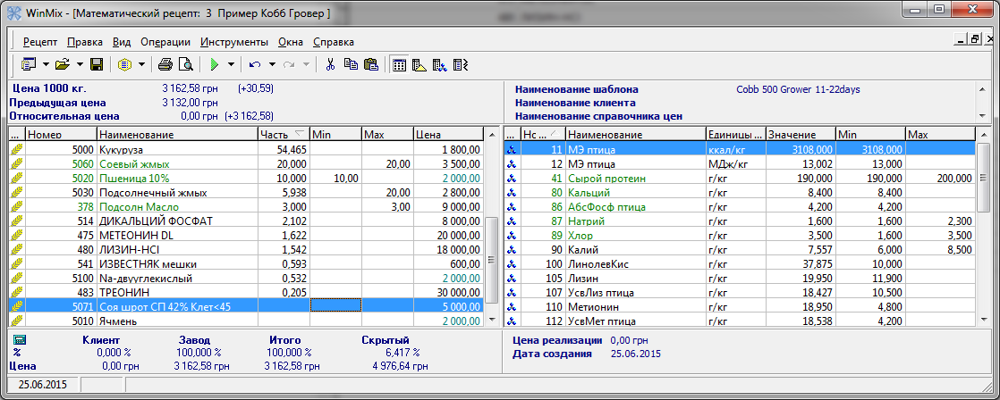 WinMix - [Математический рецепт: 3 Пример Кобб Гровер ]
Рецепт Правка Вид Операции Инструменты Окна Справка
Цена 1000 кг. 3 162,58 грн (+30,59)
Предыдущая цена 3 132,00 грн
Относительная цена 0,00 грн (+3 162,58)
Наименование шаблона Cobb 500 Grower 11-22days
Наименование клиента
Наименование справочника цен
... Номер Наименование Часть Min Max Цена
5000 Кукуруза 54,465 1 800,00
5060 Соевый жмых 20,000 20,00 3 500,00
5020 Пшеница 10% 10,000 10,00 2 000,00
5030 Подсолнечный жмых 5,938 20,00 2 800,00
378 Подсолн Масло 3,000 3,00 9 000,00
514 ДИКАЛЬЦИЙ ФОСФАТ 2,102 8 000,00
475 МЕТЕОНИН DL 1,622 20 000,00
480 ЛИЗИН-HCl 1,542 18 000,00
541 ИЗВЕСТНЯК мешки 0,593 600,00
5100 Na-двууглекислый 0,532 2 000,00
483 ТРЕОНИН 0,205 30 000,00
5071 Соя шрот СП 42% Клет<45 5 000,00
5010 Ячмень 2 000,00
... Нс ... Наименование Единицы ... Значение Min Max
11 МЭ птица ккал/кг 3108,000 3108,000
12 МЭ птица МДж/кг 13,002 13,000
41 Сырой протеин г/кг 190,000 190,000 200,000
80 Кальций г/кг 8,400 8,400
86 АбсФосф птица г/кг 4,200 4,200
87 Натрий г/кг 1,600 1,600 2,300
89 Хлор г/кг 3,500 1,600 3,500
90 Калий г/кг 7,557 6,000 8,500
100 ЛинолевКис г/кг 37,875 10,000
105 Лизин г/кг 19,950 11,900
107 УсвЛиз птица г/кг 18,427 10,500
110 Метионин г/кг 18,950 4,800
112 УсвМет птица г/кг 18,538 4,200
Клиент Завод Итого Скрытый
% 0,000 % 100,000 % 100,000 % 6,417 %
Цена 0,00 грн 3 162,58 грн 3 162,58 грн 4 976,64 грн
Цена реализации 0,00 грн
Дата создания 25.06.2015
25.06.2015